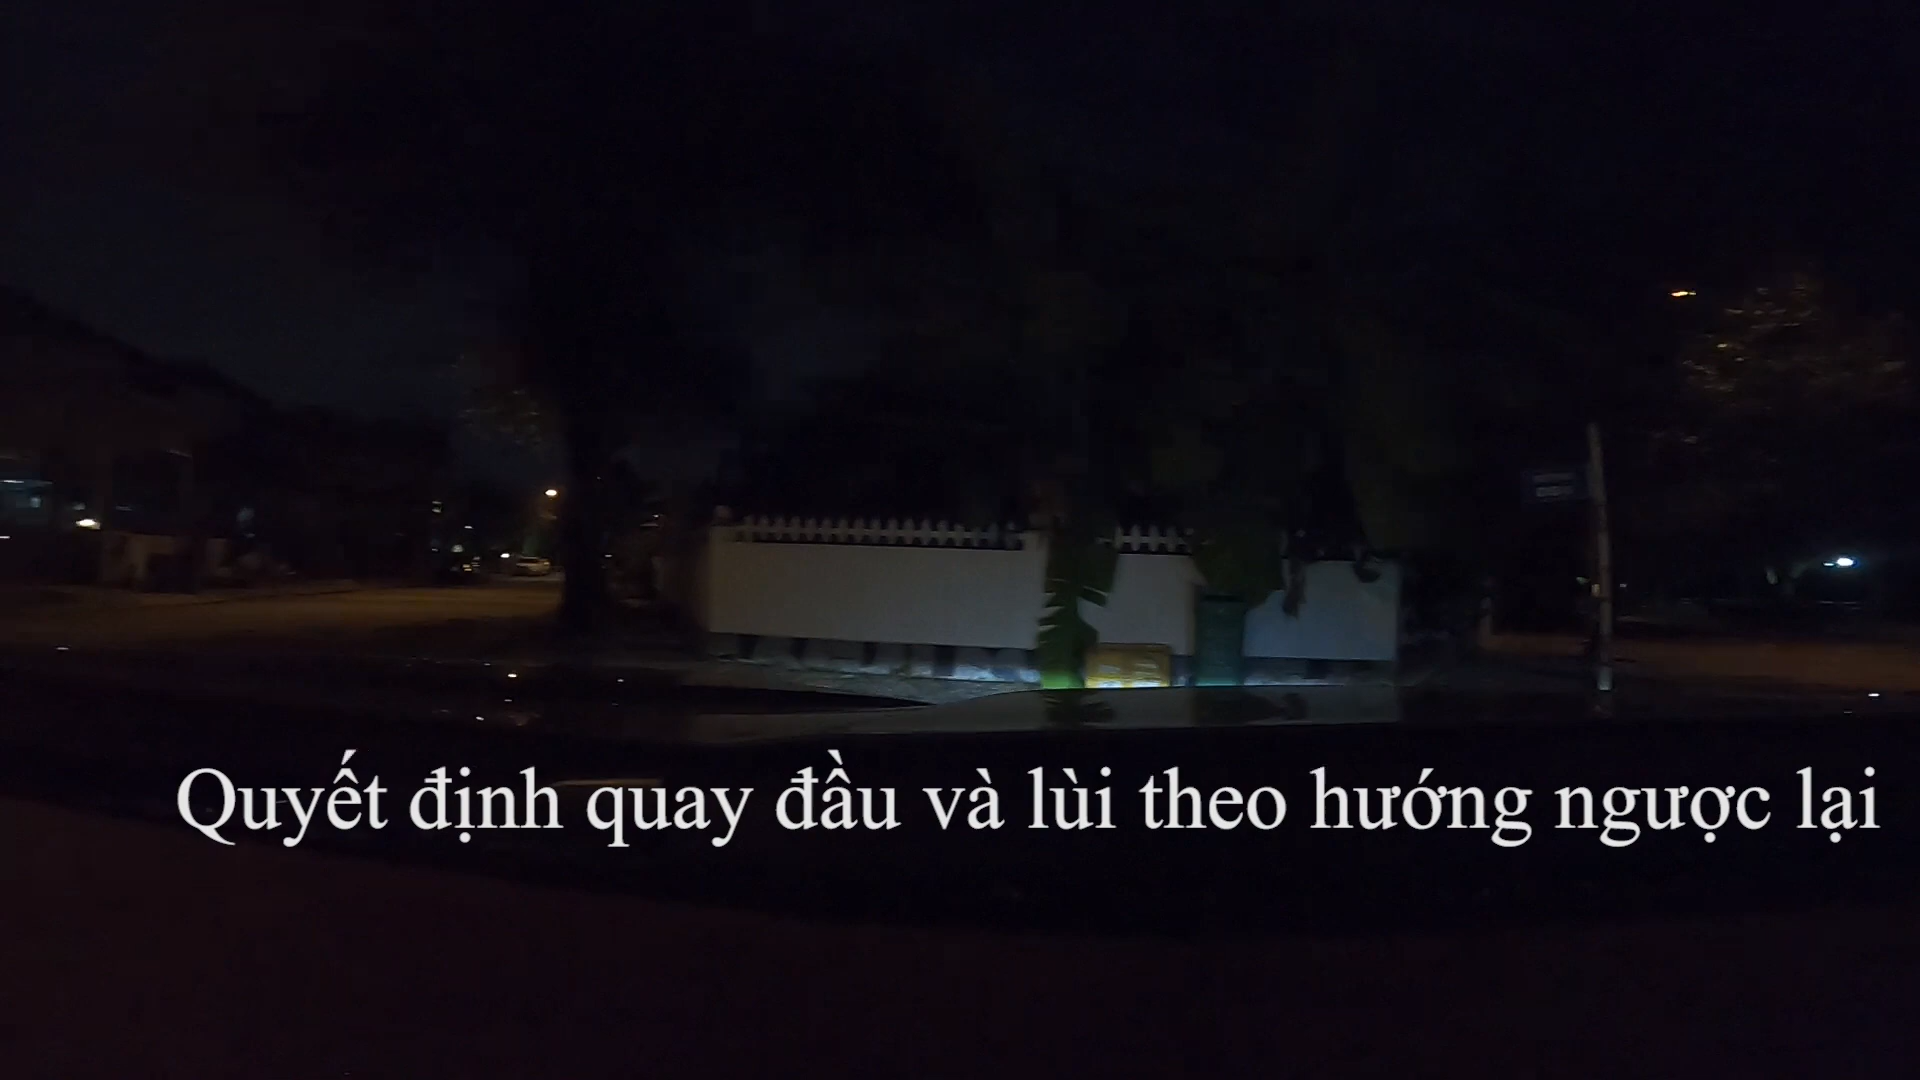 Quyết định quay đầu và lùi theo hướng ngược lại